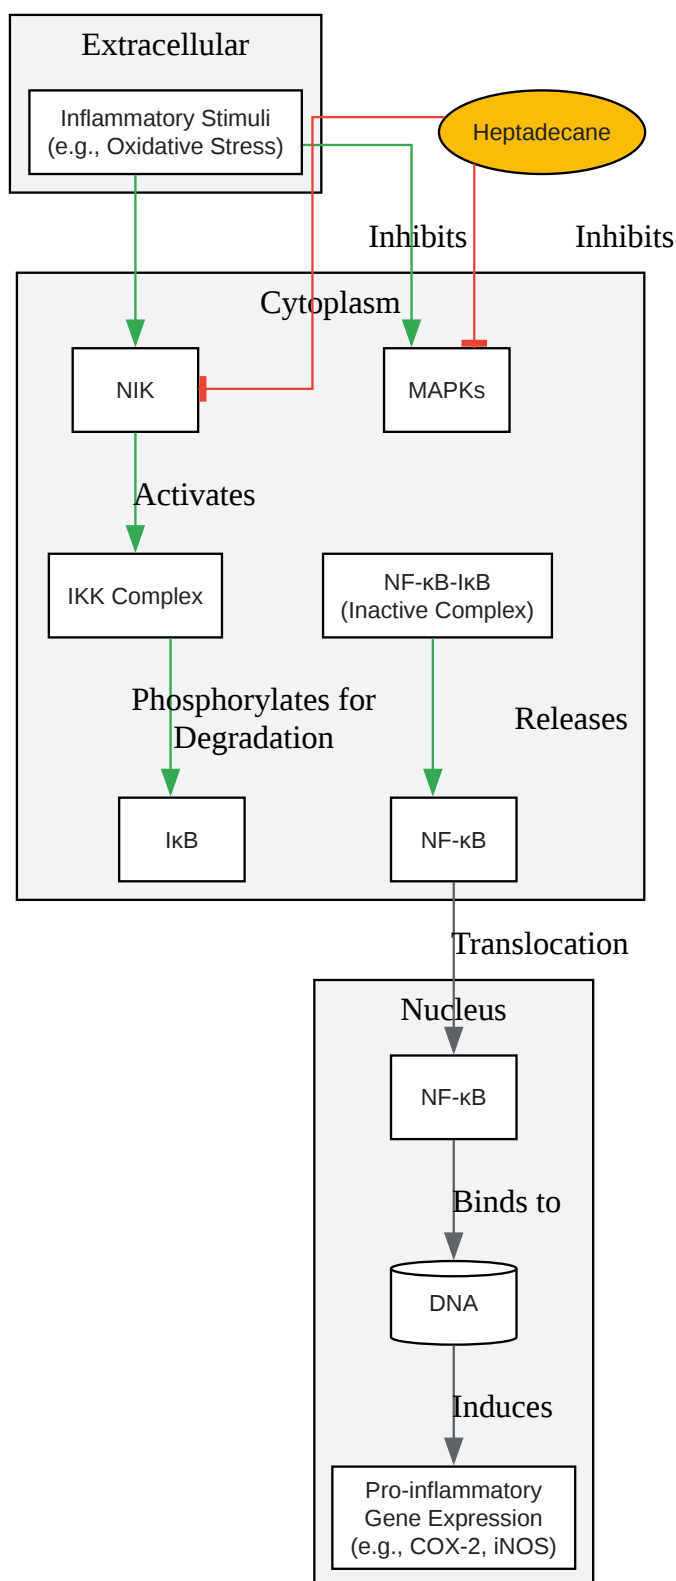 Extracellular
Inflammatory Stimuli
(e.g., Oxidative Stress)
Heptadecane
Inhibits
Inhibits
Cytoplasm
NIK
MAPKs
Activates
IKK Complex
NF-κB-IκB
(Inactive Complex)
Phosphorylates for
Degradation
Releases
IκB
NF-κB
Translocation
Nucleus
NF-κB
Binds to
DNA
Induces
Pro-inflammatory
Gene Expression
(e.g., COX-2, iNOS)